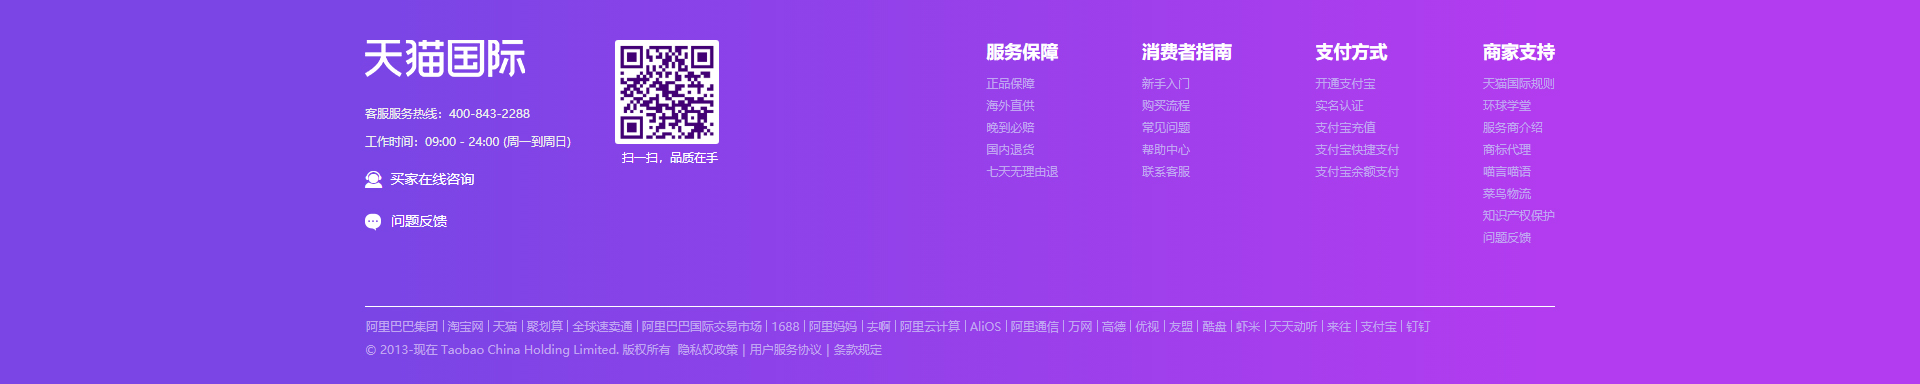 天猫国际
客服服务热线：400-843-2288
工作时间：09:00 - 24:00 (周一到周日)
买家在线咨询
问题反馈
扫一扫，品质在手
服务保障
正品保障
海外直供
晚到必赔
国内退货
七天无理由退
消费者指南
新手入门
购买流程
常见问题
帮助中心
联系客服
支付方式
开通支付宝
实名认证
支付宝充值
支付宝快捷支付
支付宝余额支付
商家支持
天猫国际规则
环球学堂
服务商介绍
商标代理
喵言喵语
菜鸟物流
知识产权保护
问题反馈
阿里巴巴集团 | 淘宝网 | 天猫 | 聚划算 | 全球速卖通 | 阿里巴巴国际交易市场 | 1688 | 阿里妈妈 | 去啊 | 阿里云计算 | AliOS | 阿里通信 | 万网 | 高德 | 优视 | 友盟 | 酷盘 | 虾米 | 天天动听 | 来往 | 支付宝 | 钉钉
© 2013-现在 Taobao China Holding Limited. 版权所有 隐私权政策 | 用户服务协议 | 条款规定